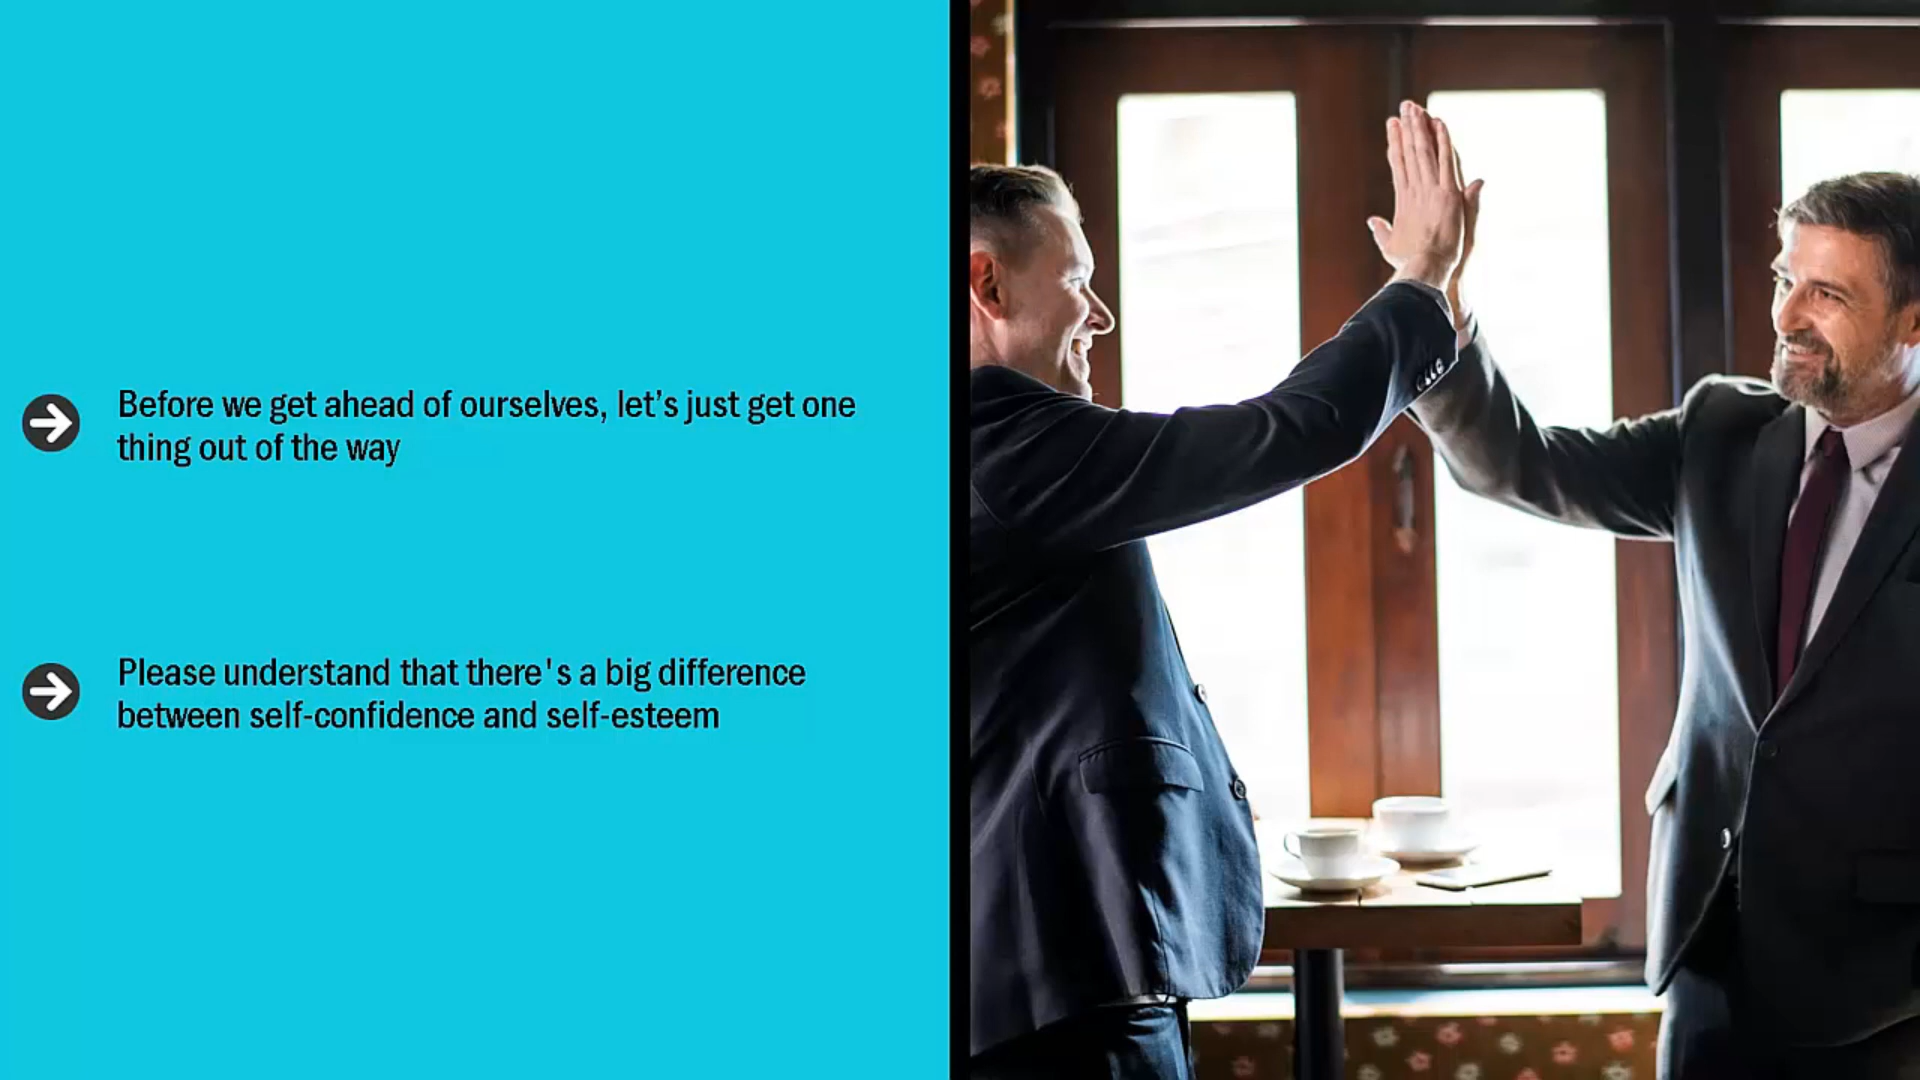 Before we get ahead of ourselves, let’s just get one
thing out of the way
Please understand that there's a big difference
between self-confidence and self-esteem